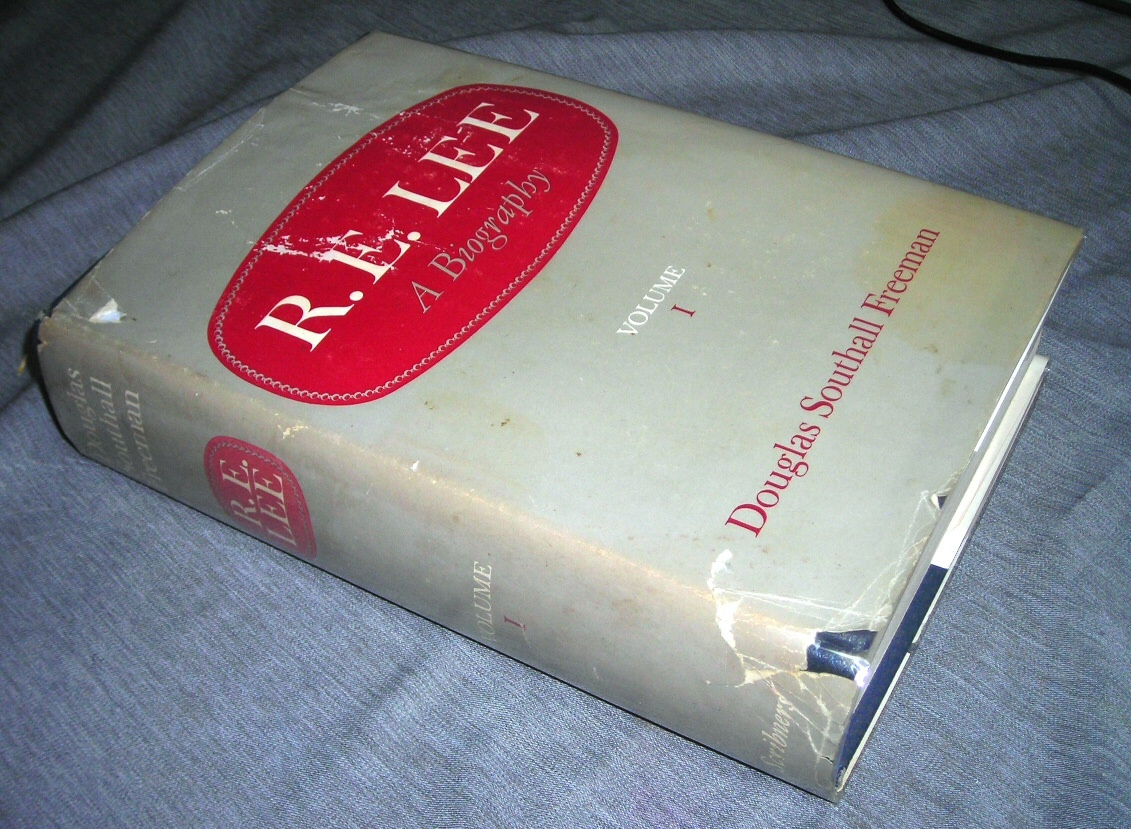 R. E. LEE
A Biography
VOLUME
I
Douglas Southall Freeman
Douglas
Southall
Freeman
R. E.
LEE
VOLUME
I
Scribners